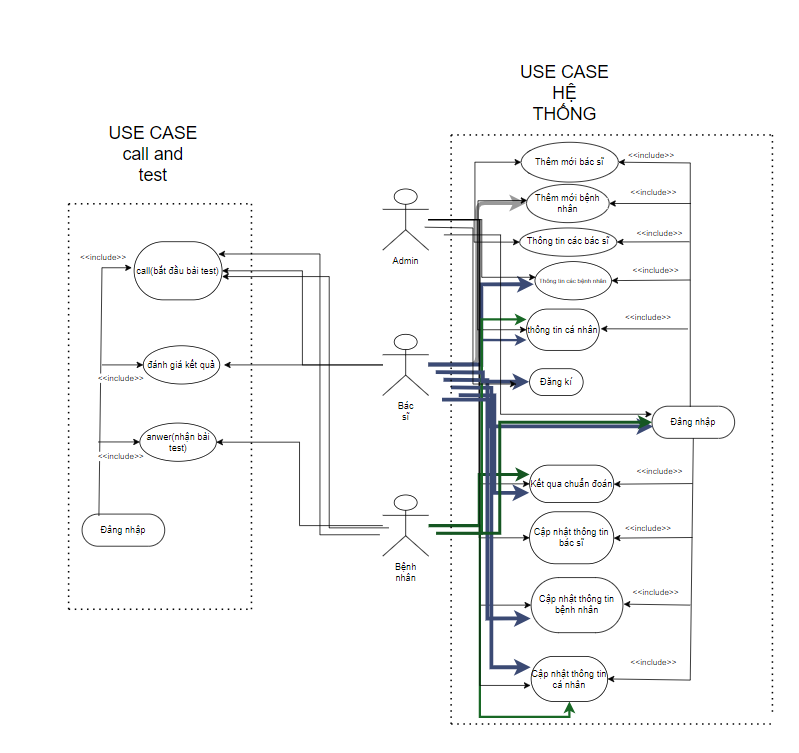 USE CASE
call and
test
<<include>>
call(bắt đầu bài test)
đánh giá kết quả
<<include>>
anwer(nhận bài
test)
<<include>>
Đăng nhập
Admin
Bác
sĩ
Bệnh
nhân
USE CASE
HỆ
THỐNG
Thêm mới bác sĩ
<<include>>
Thêm mới bệnh
nhân
<<include>>
Thông tin các bác sĩ
<<include>>
Thông tin các bệnh nhân
<<include>>
thông tin cá nhân
<<include>>
Đăng kí
Đăng nhập
Kết qua chuẩn đoán
<<include>>
Cập nhật thông tin
bác sĩ
<<include>>
Cập nhật thông tin
bệnh nhân
<<include>>
Cập nhật thông tin
cá nhân
<<include>>